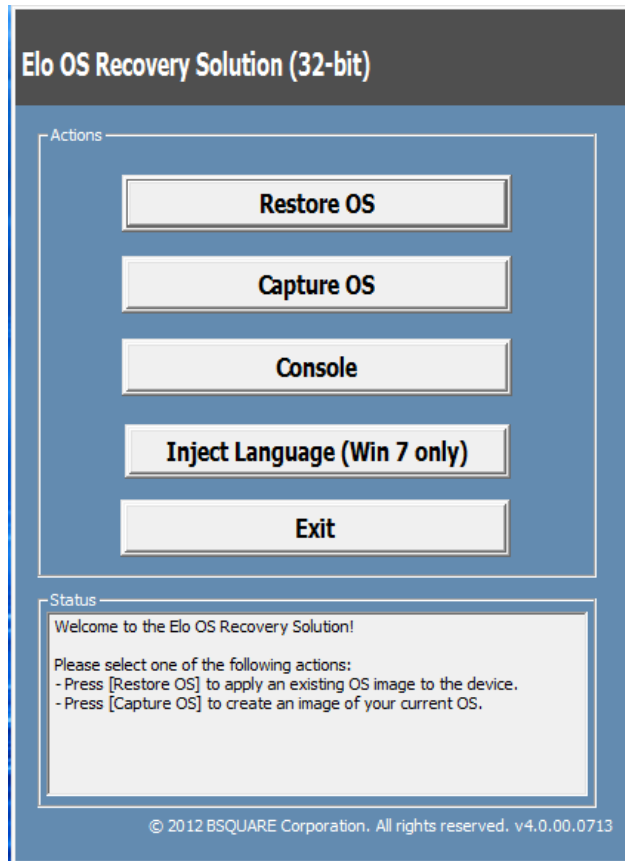 Elo OS Recovery Solution (32-bit)
Actions
Restore OS
Capture OS
Console
Inject Language (Win 7 only)
Exit
Status
Welcome to the Elo OS Recovery Solution!
Please select one of the following actions:
- Press [Restore OS] to apply an existing OS image to the device.
- Press [Capture OS] to create an image of your current OS.
© 2012 BSQUARE Corporation. All rights reserved. v4.0.00.0713